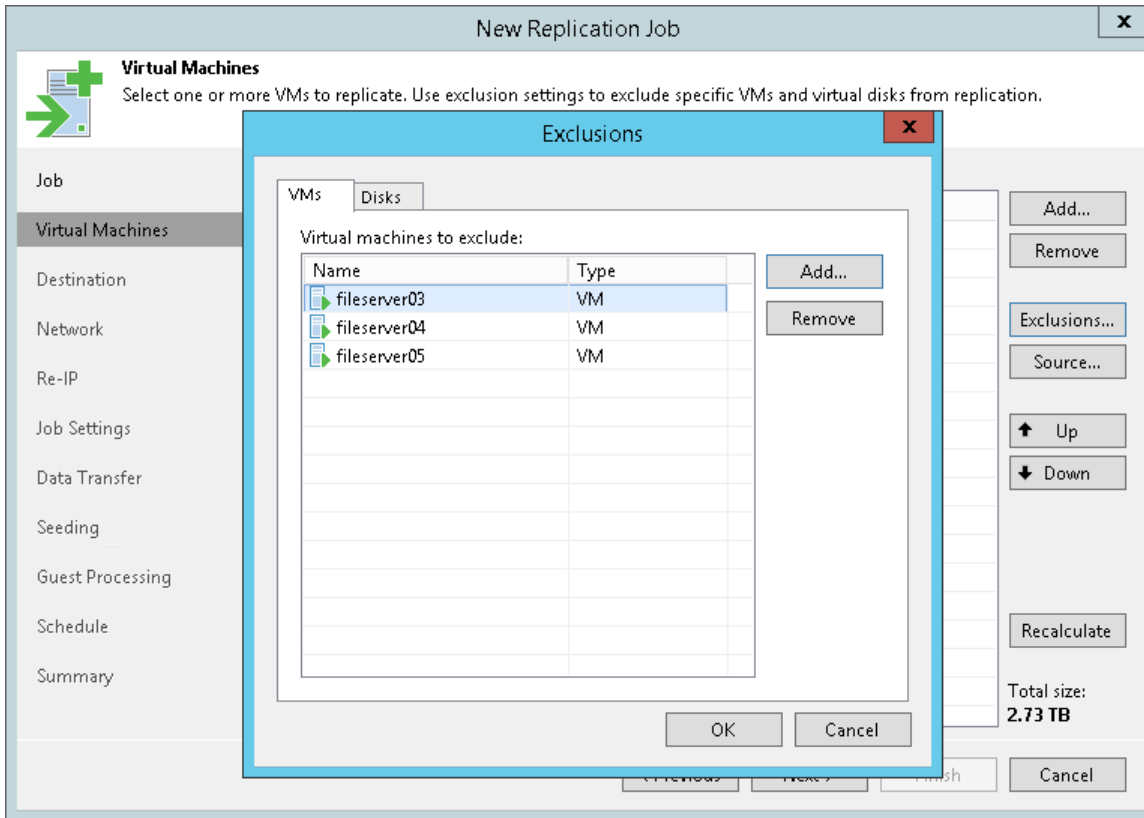 New Replication Job
x
Virtual Machines
Select one or more VMs to replicate. Use exclusion settings to exclude specific VMs and virtual disks from replication.
Job
Virtual Machines
Destination
Network
Re-IP
Job Settings
Data Transfer
Seeding
Guest Processing
Schedule
Summary
Exclusions
x
VMs
Disks
Virtual machines to exclude:
Name Type
fileserver03 VM
fileserver04 VM
fileserver05 VM
Add...
Remove
OK
Cancel
Add...
Remove
Exclusions...
Source...
Up
Down
Recalculate
Total size:
2.73 TB
Cancel